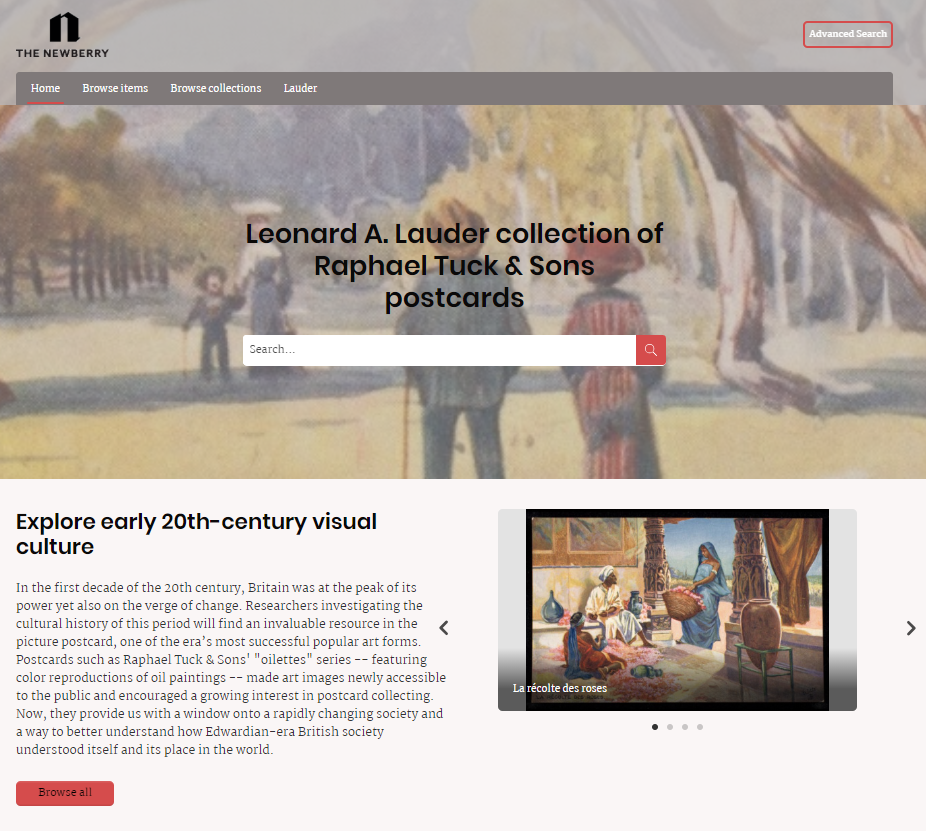 THE NEWBERRY
Advanced Search
Home Browse items Browse collections Lauder
Leonard A. Lauder collection of
Raphael Tuck & Sons
postcards
Search...
Explore early 20th-century visual
culture
In the first decade of the 20th century, Britain was at the peak of its
power yet also on the verge of change. Researchers investigating the
cultural history of this period will find an invaluable resource in the
picture postcard, one of the era’s most successful popular art forms.
Postcards such as Raphael Tuck & Sons' "oilettes" series -- featuring
color reproductions of oil paintings -- made art images newly accessible
to the public and encouraged a growing interest in postcard collecting.
Now, they provide us with a window onto a rapidly changing society and
a way to better understand how Edwardian-era British society
understood itself and its place in the world.
Browse all
La récolte des roses